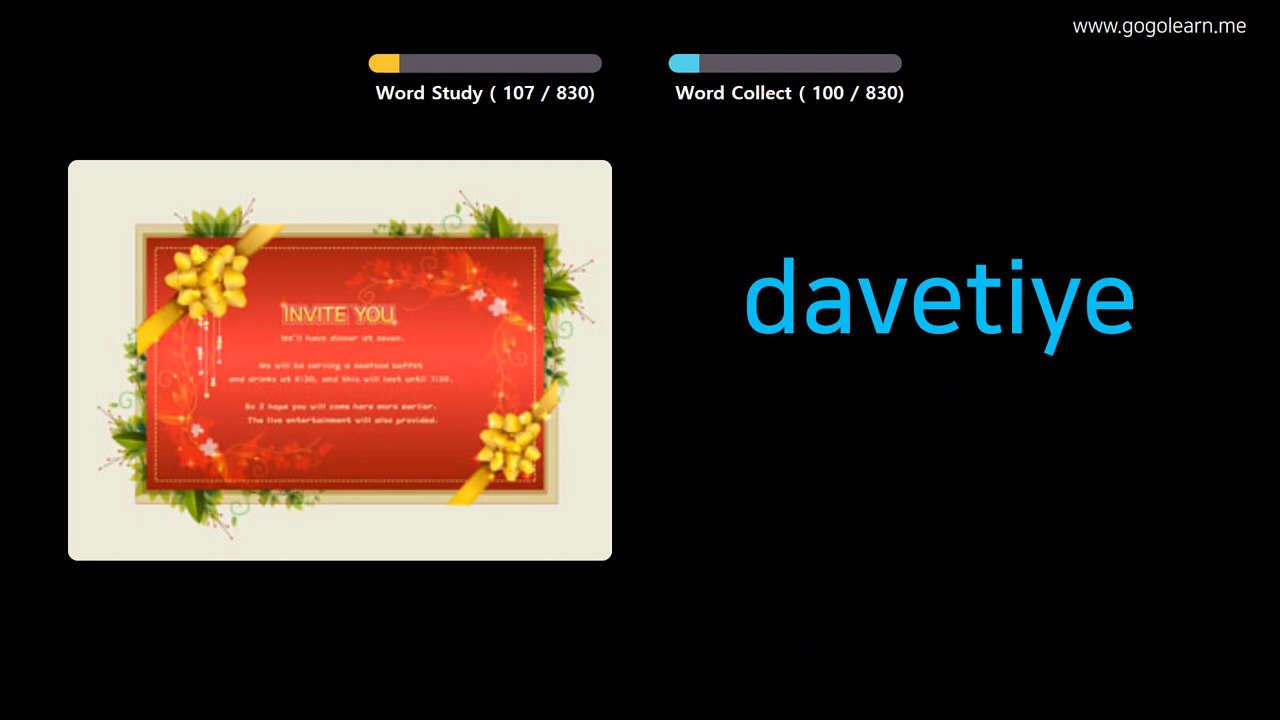 www.gogolearn.me
Word Study ( 107 / 830)
Word Collect ( 100 / 830)
INVITE YOU
We'll have dinner at seven.
We will be serving a seafood buffet
and drinks at 6:30, and this will last until 7:30.
So I hope you will come here more earlier.
The live entertainment will also provided.
davetiye